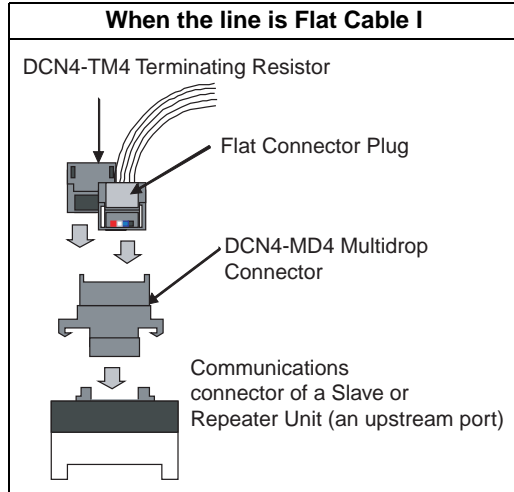 When the line is Flat Cable I
DCN4-TM4 Terminating Resistor
Flat Connector Plug
DCN4-MD4 Multidrop
Connector
Communications
connector of a Slave or
Repeater Unit (an upstream port)